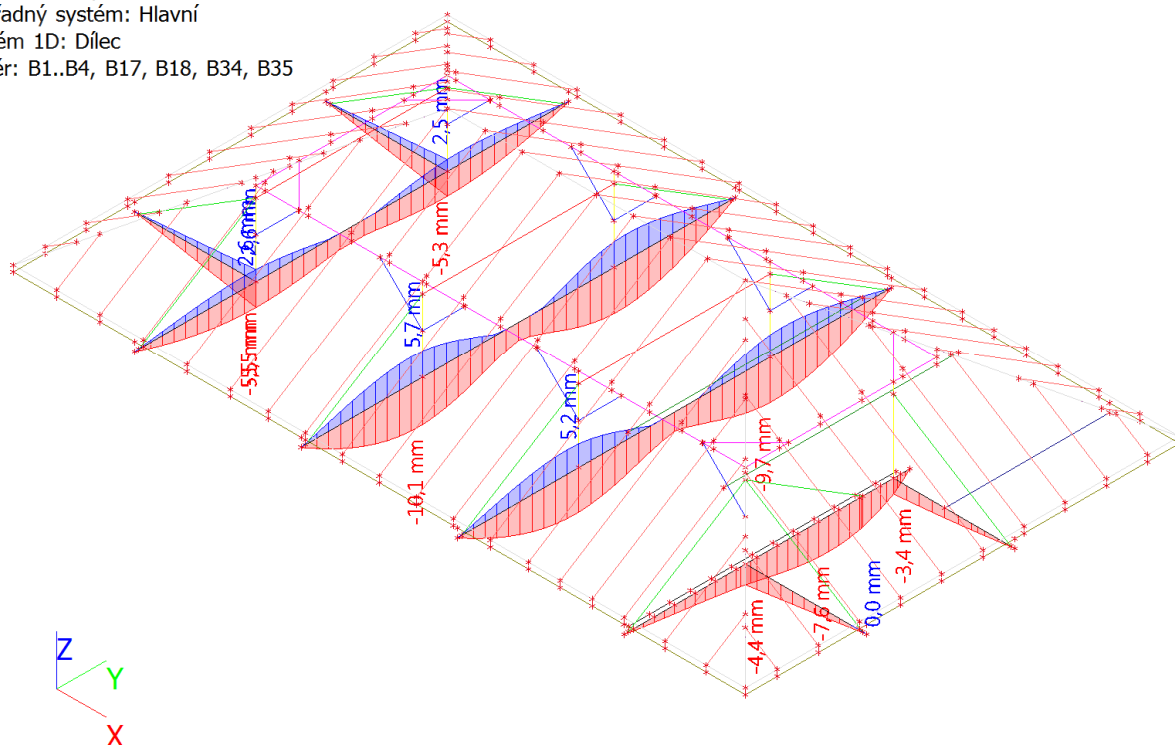 řadný systém: Hlavní
ém 1D: Dílec
ěr: B1..B4, B17, B18, B34, B35
2,5 mm
-5,3 mm
5,7 mm
5,2 mm
-10,1 mm
-9,7 mm
-3,4 mm
0,0 mm
-7,6 mm
-4,4 mm
Z
Y
X